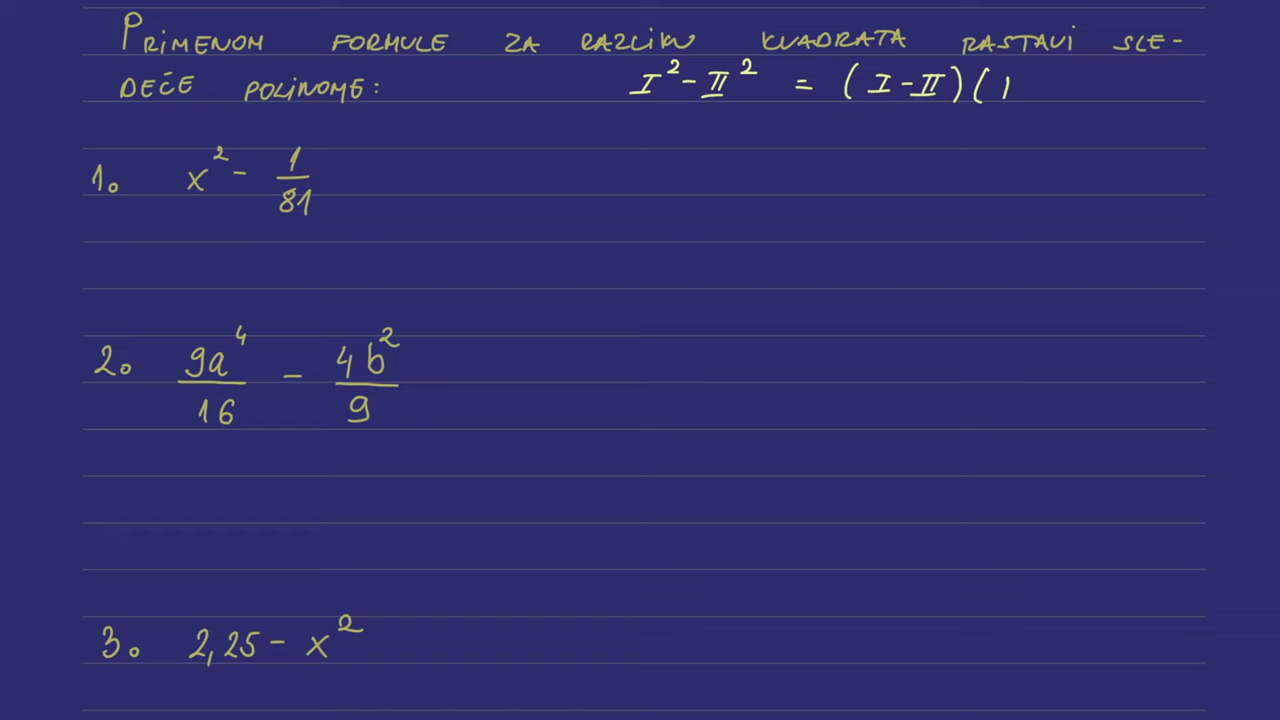 PRIMENOM FORMULE ZA RAZLIKU KVADRATA RASTAVI SLE-
DEĆE POLINOME: I² - II² = (I - II)(I
1. x² - 1/81
2. 9a⁴/16 - 4b²/9
3. 2,25 - x²